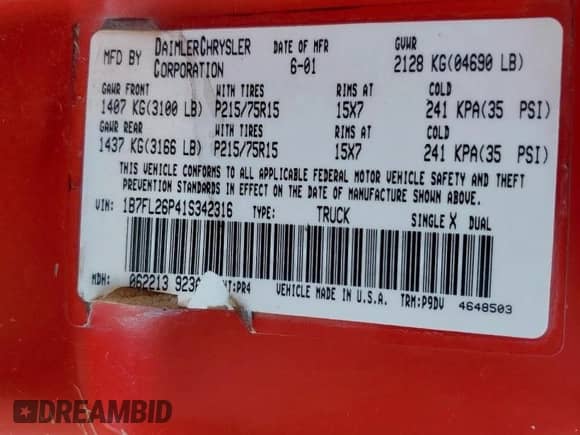 MFD BY DAIMLERCHRYSLER CORPORATION DATE OF MFR 6-01 GVWR 2128 KG(04690 LB)
GAWR FRONT WITH TIRES RIMS AT COLD
1407 KG(3100 LB) P215/75R15 15X7 241 KPA(35 PSI)
GAWR REAR WITH TIRES RIMS AT COLD
1437 KG(3166 LB) P215/75R15 15X7 241 KPA(35 PSI)
THIS VEHICLE CONFORMS TO ALL APPLICABLE FEDERAL MOTOR VEHICLE SAFETY AND THEFT
PREVENTION STANDARDS IN EFFECT ON THE DATE OF MANUFACTURE SHOWN ABOVE.
VIN: 1B7FL26P41S342316 TYPE: TRUCK SINGLE X DUAL
MDH: 062213 923 NT:PR4 VEHICLE MADE IN U.S.A. TRM:P9DV 4648503
DREAMBID